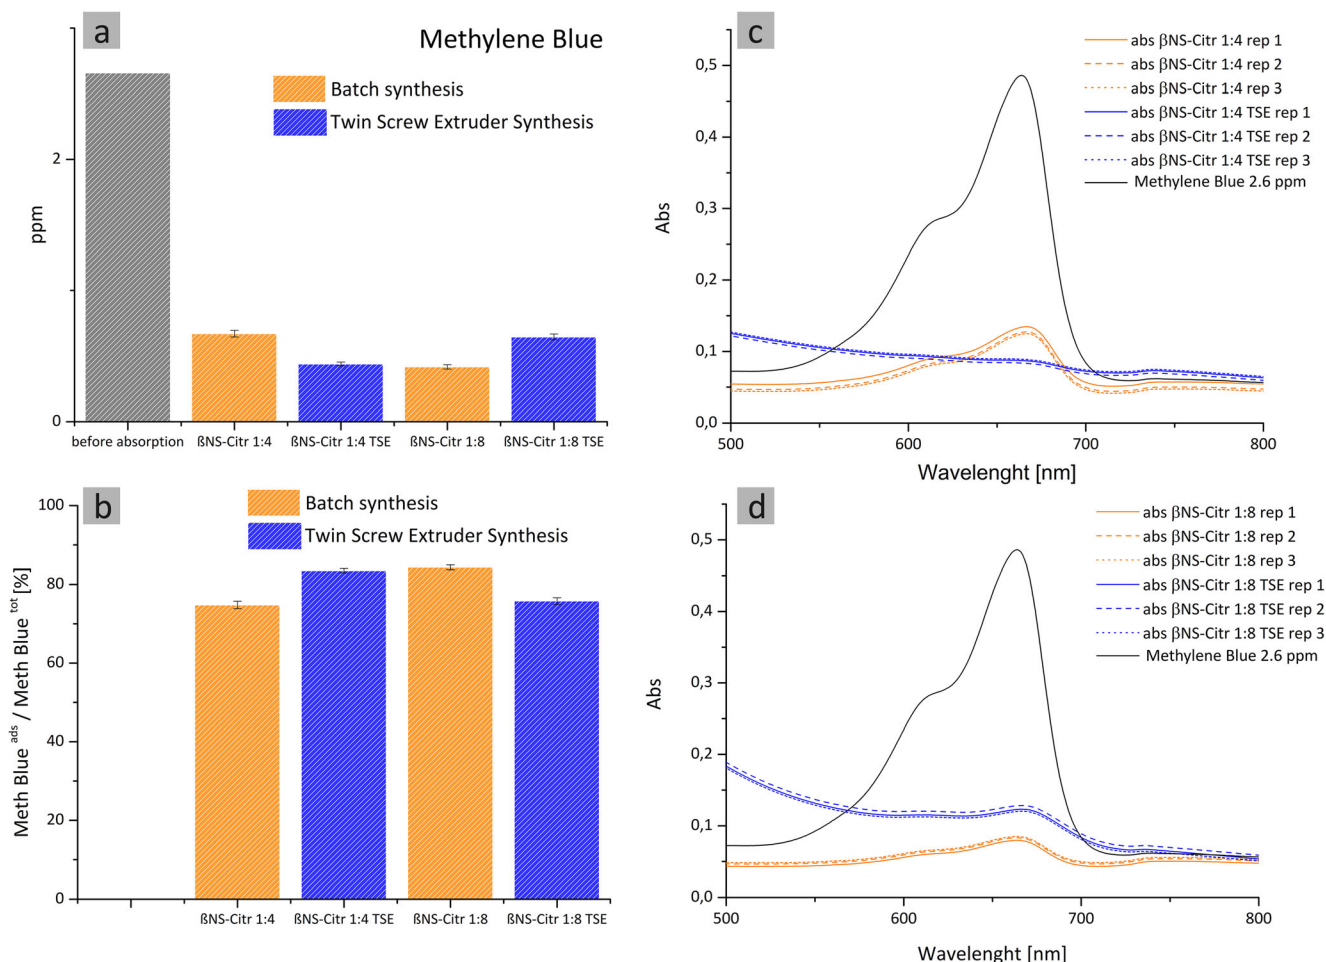 a
Methylene Blue
Batch synthesis
Twin Screw Extruder Synthesis
ppm
2
0
before absorption
ßNS-Citr 1:4
ßNS-Citr 1:4 TSE
ßNS-Citr 1:8
ßNS-Citr 1:8 TSE
b
Batch synthesis
Twin Screw Extruder Synthesis
Meth Blue ads / Meth Blue tot [%]
100
80
60
40
20
0
ßNS-Citr 1:4
ßNS-Citr 1:4 TSE
ßNS-Citr 1:8
ßNS-Citr 1:8 TSE
c
abs βNS-Citr 1:4 rep 1
abs βNS-Citr 1:4 rep 2
abs βNS-Citr 1:4 rep 3
abs βNS-Citr 1:4 TSE rep 1
abs βNS-Citr 1:4 TSE rep 2
abs βNS-Citr 1:4 TSE rep 3
Methylene Blue 2.6 ppm
Abs
0,5
0,4
0,3
0,2
0,1
0,0
500
600
700
800
Wavelenght [nm]
d
abs βNS-Citr 1:8 rep 1
abs βNS-Citr 1:8 rep 2
abs βNS-Citr 1:8 rep 3
abs βNS-Citr 1:8 TSE rep 1
abs βNS-Citr 1:8 TSE rep 2
abs βNS-Citr 1:8 TSE rep 3
Methylene Blue 2.6 ppm
Abs
0,5
0,4
0,3
0,2
0,1
0,0
500
600
700
800
Wavelenght [nm]